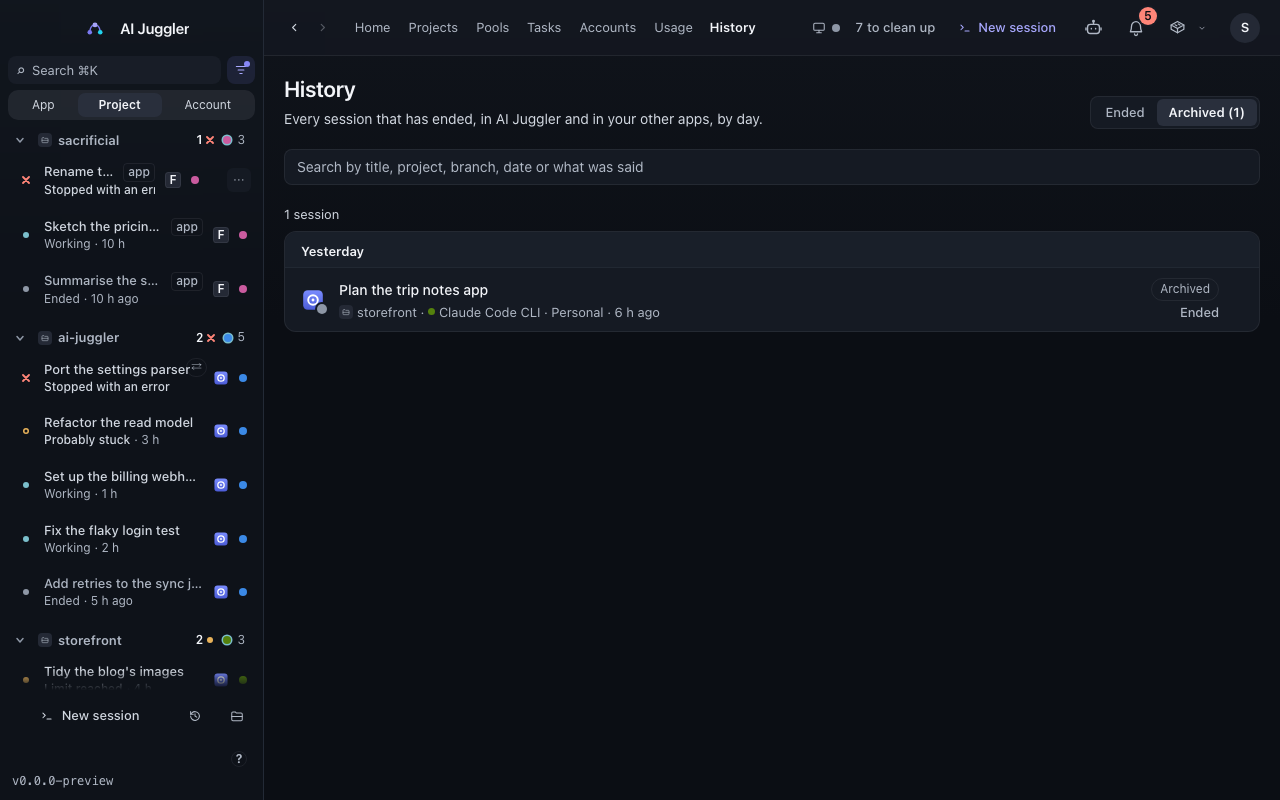 AI Juggler
Search ⌘K
App Project Account
sacrificial 1 3
Rename t... app F
Stopped with an err
Sketch the pricin... app F
Working · 10 h
Summarise the s... app F
Ended · 10 h ago
ai-juggler 2 5
Port the settings parser
Stopped with an error
Refactor the read model
Probably stuck · 3 h
Set up the billing webh...
Working · 1 h
Fix the flaky login test
Working · 2 h
Add retries to the sync j...
Ended · 5 h ago
storefront 2 3
Tidy the blog's images
Limit reached · 4 h
New session
?
v0.0.0-preview
Home Projects Pools Tasks Accounts Usage History
7 to clean up
New session
5
S
History
Every session that has ended, in AI Juggler and in your other apps, by day.
Ended Archived (1)
Search by title, project, branch, date or what was said
1 session
Yesterday
Plan the trip notes app Archived
storefront · Claude Code CLI · Personal · 6 h ago Ended